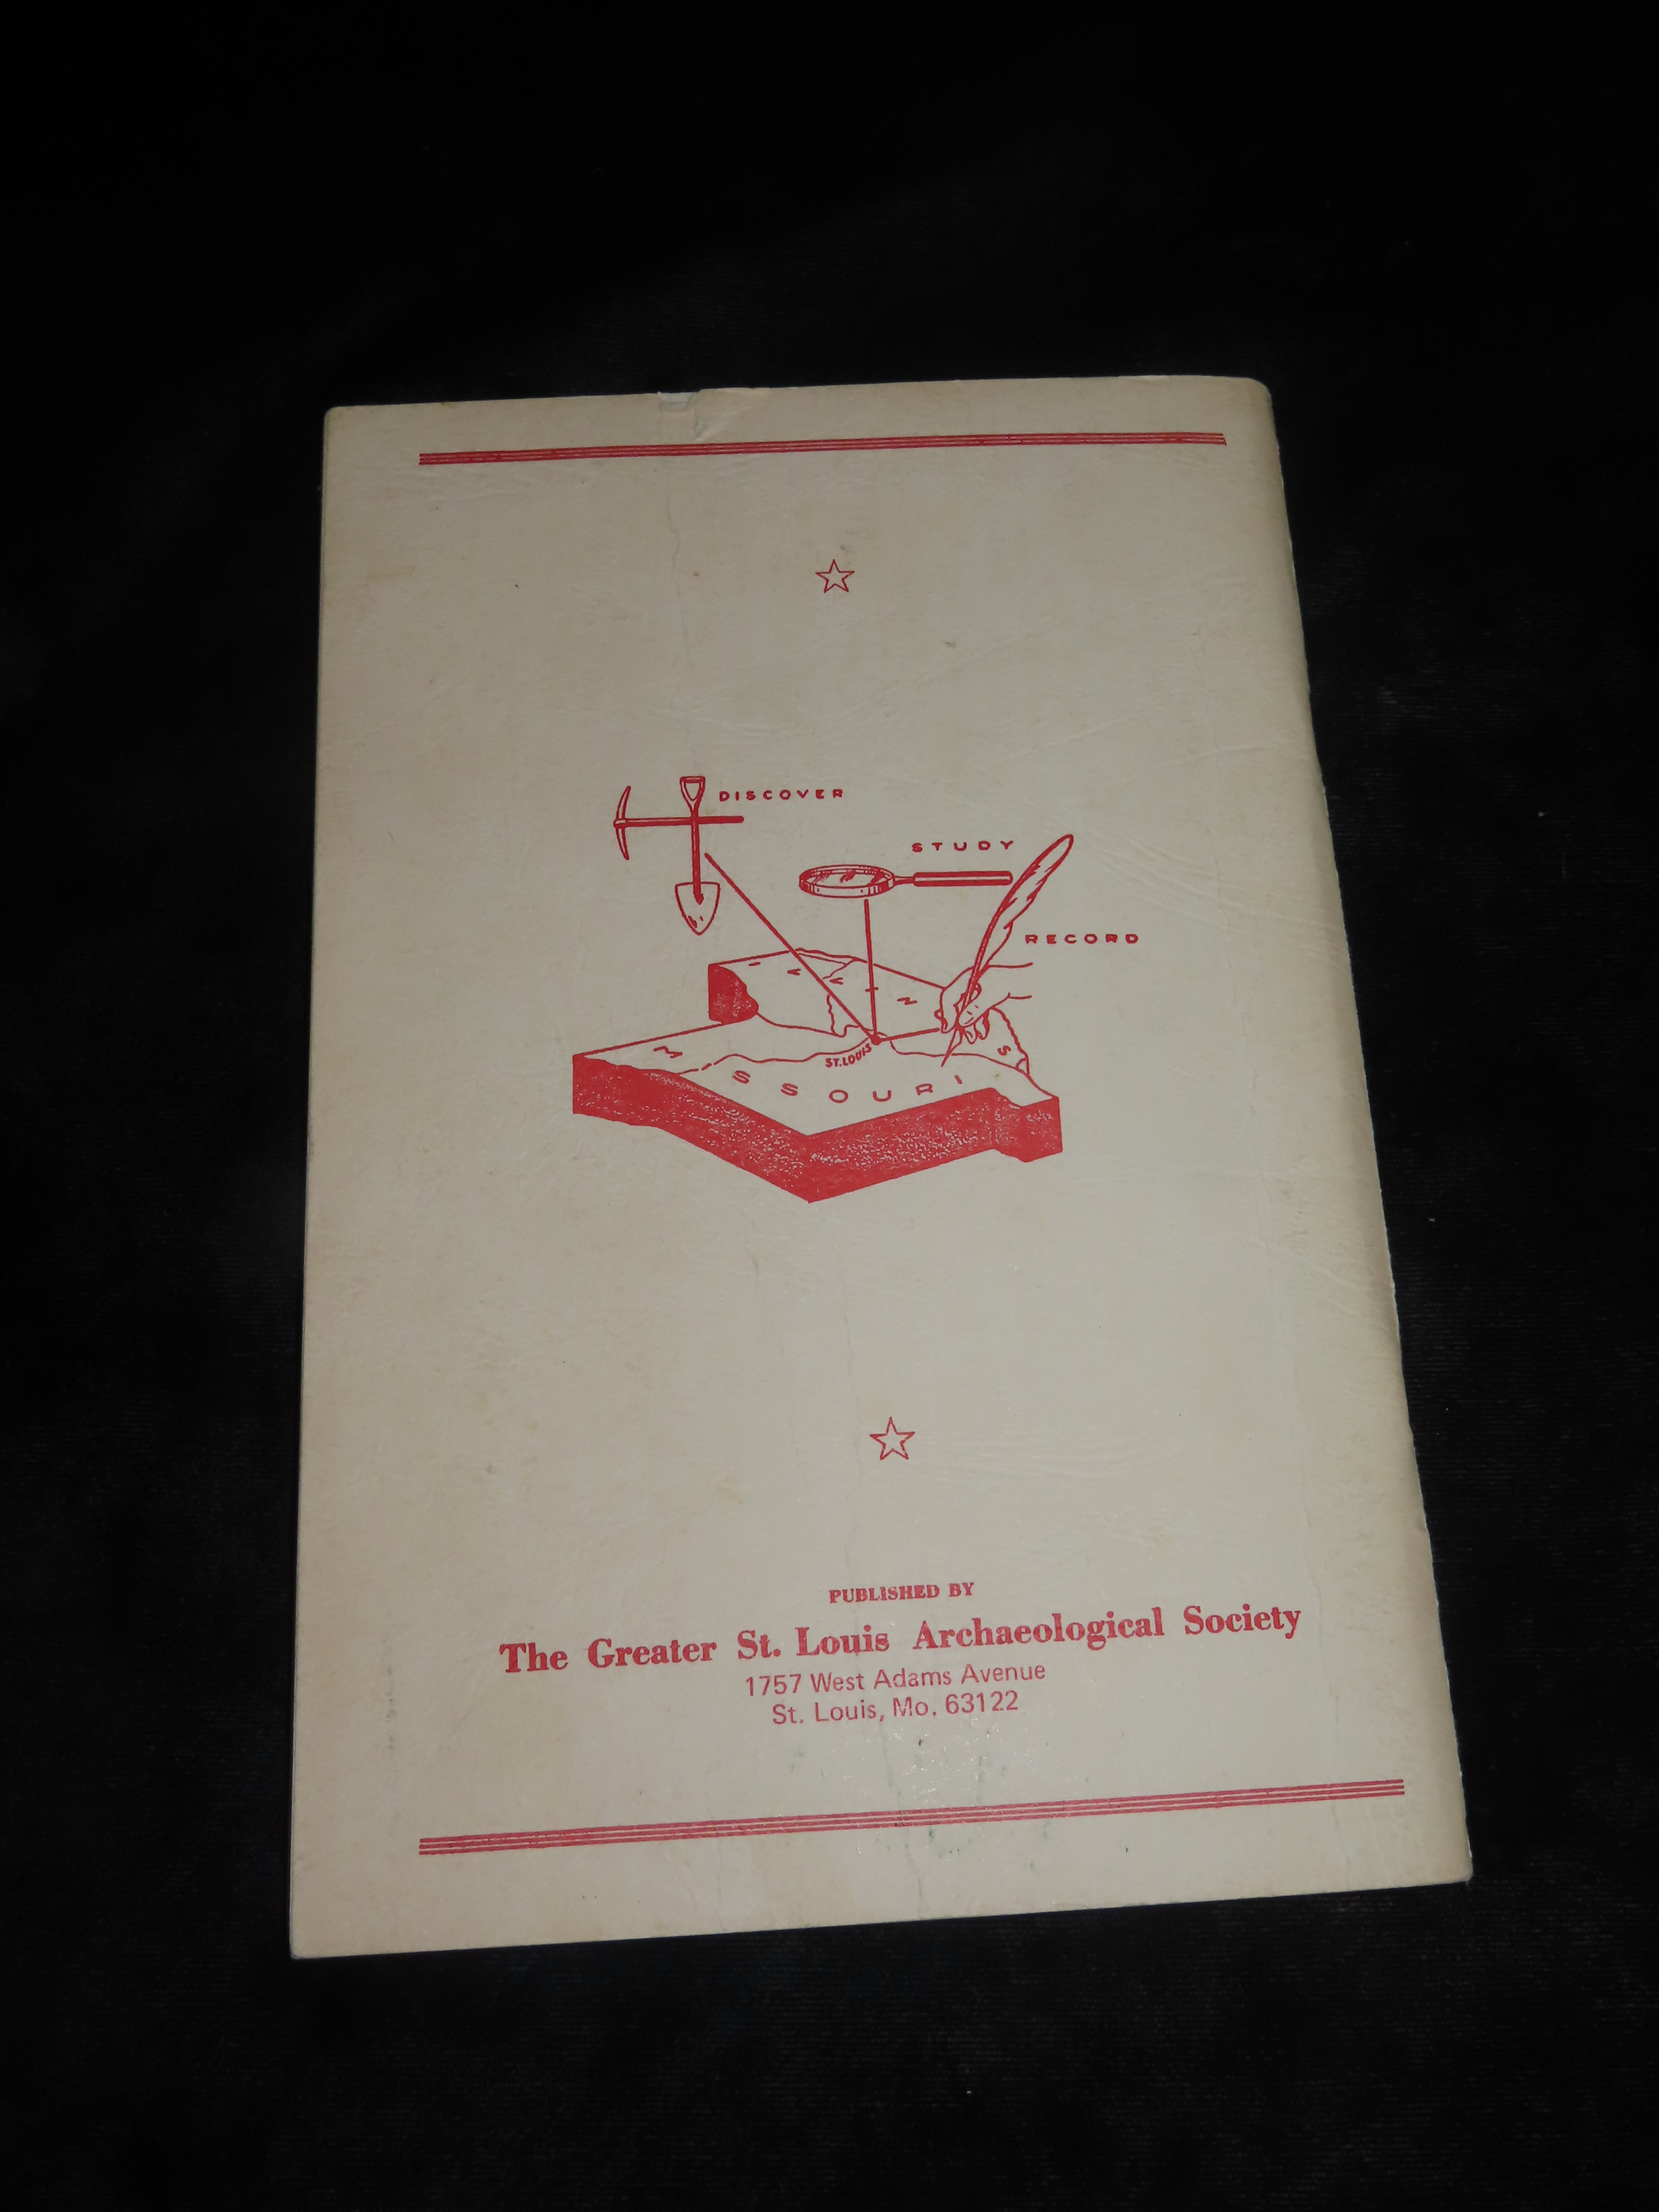 DISCOVER
STUDY
RECORD
ILLINOIS
ST. LOUIS
MISSOURI
PUBLISHED BY
The Greater St. Louis Archaeological Society
1757 West Adams Avenue
St. Louis, Mo. 63122